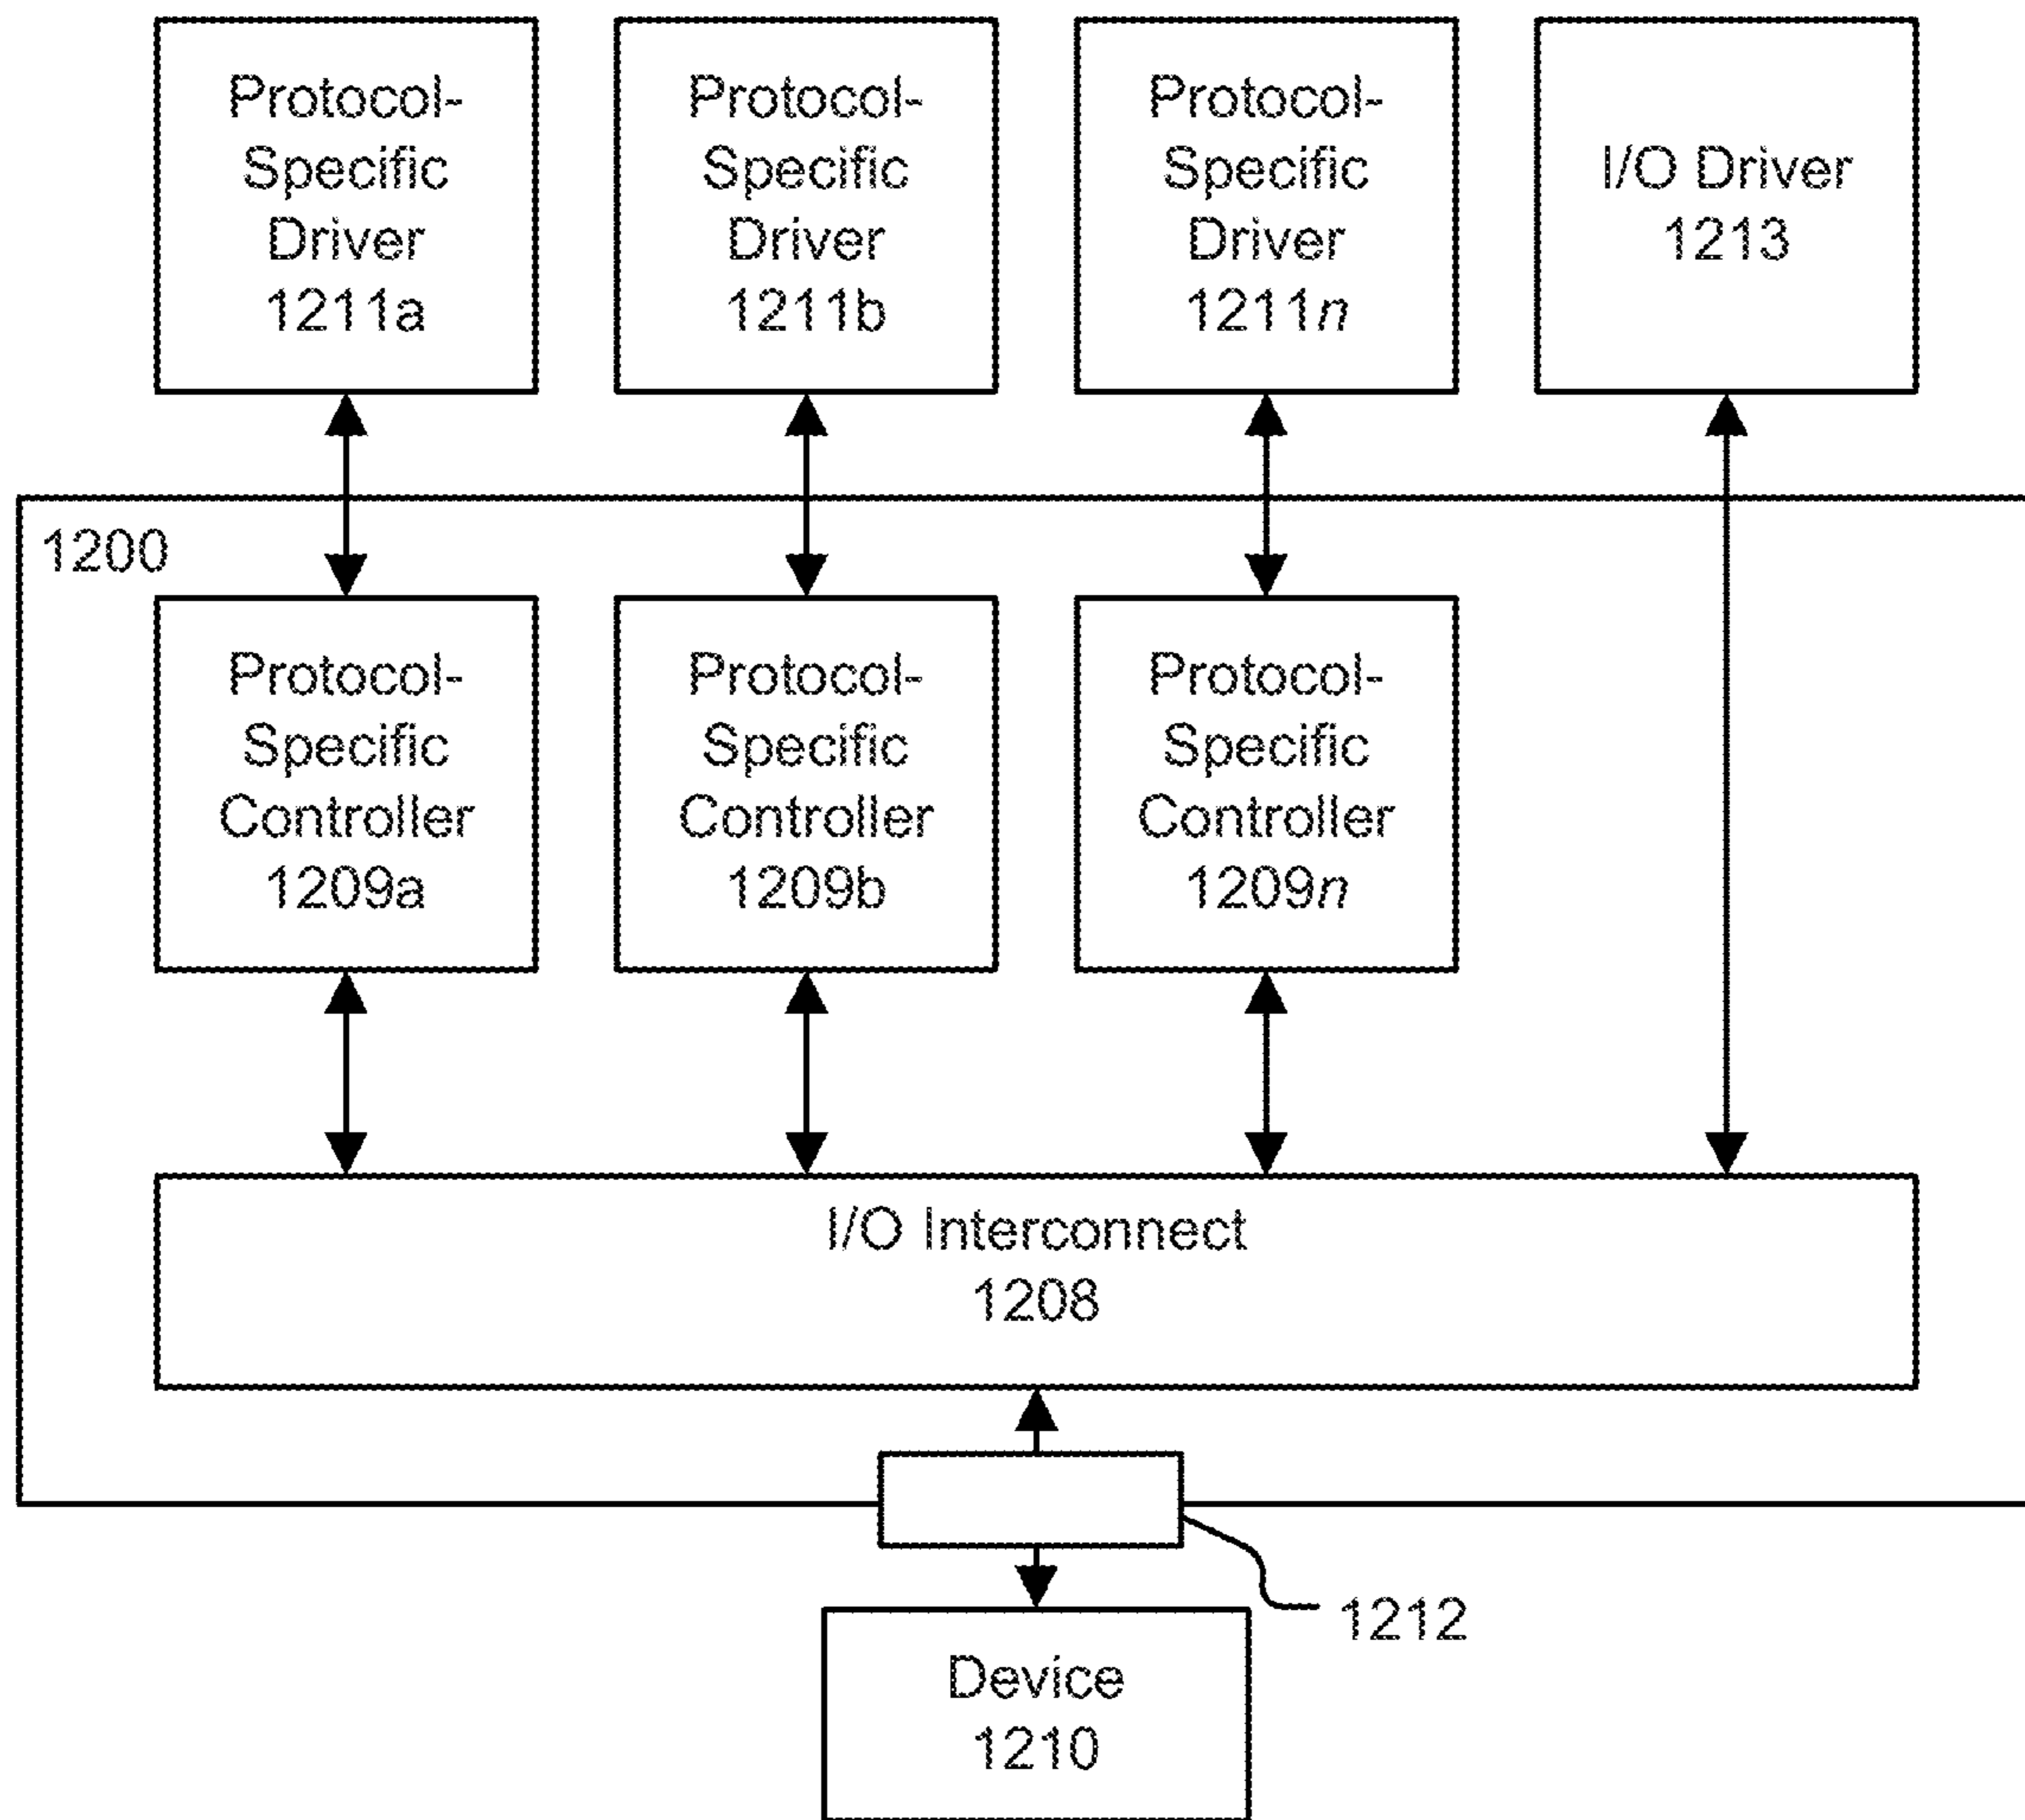 Protocol-
Specific
Driver
1211a
Protocol-
Specific
Driver
1211b
Protocol-
Specific
Driver
1211n
I/O Driver
1213
1200
Protocol-
Specific
Controller
1209a
Protocol-
Specific
Controller
1209b
Protocol-
Specific
Controller
1209n
I/O Interconnect
1208
1212
Device
1210